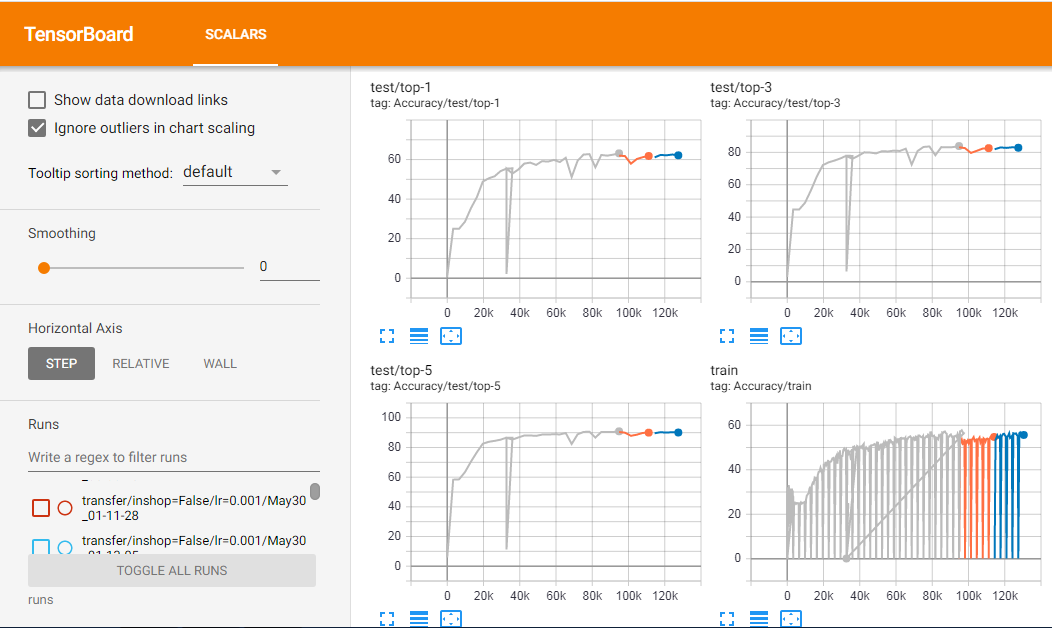 TensorBoard
SCALARS
Show data download links
Ignore outliers in chart scaling
Tooltip sorting method: default
Smoothing
0
Horizontal Axis
STEP RELATIVE WALL
Runs
Write a regex to filter runs
transfer/inshop=False/lr=0.001/May30
_01-11-28
transfer/inshop=False/lr=0.001/May30
TOGGLE ALL RUNS
runs
test/top-1
tag: Accuracy/test/top-1
60
40
20
0
0 20k 40k 60k 80k 100k 120k
test/top-3
tag: Accuracy/test/top-3
80
60
40
20
0
0 20k 40k 60k 80k 100k 120k
test/top-5
tag: Accuracy/test/top-5
100
80
60
40
20
0
0 20k 40k 60k 80k 100k 120k
train
tag: Accuracy/train
60
40
20
0
0 20k 40k 60k 80k 100k 120k